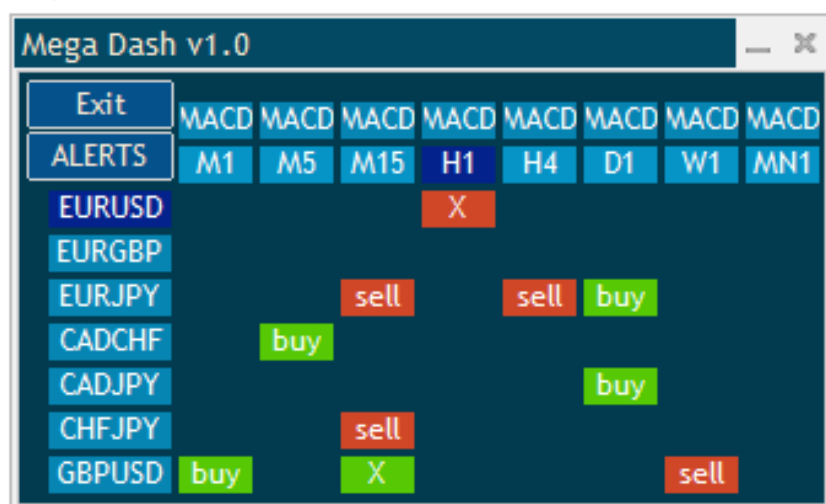 Mega Dash v1.0
Exit MACD MACD MACD MACD MACD MACD MACD MACD
ALERTS M1 M5 M15 H1 H4 D1 W1 MN1
EURUSD X
EURGBP
EURJPY sell sell buy
CADCHF buy
CADJPY buy
CHFJPY sell
GBPUSD buy X sell